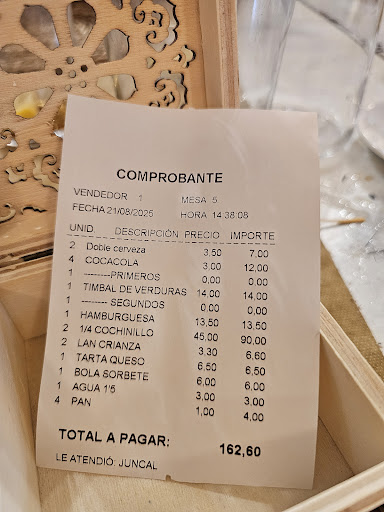 COMPROBANTE
VENDEDOR 1 MESA 5
FECHA 21/08/2025 HORA 14:38:08
UNID. DESCRIPCIÓN PRECIO IMPORTE
2 Doble cerveza 3,50 7,00
4 COCACOLA 3,00 12,00
1 ---------PRIMEROS 0,00 0,00
1 TIMBAL DE VERDURAS 14,00 14,00
1 --------- SEGUNDOS 0,00 0,00
1 HAMBURGUESA 13,50 13,50
2 1/4 COCHINILLO 45,00 90,00
2 LAN CRIANZA 3,30 6,60
1 TARTA QUESO 6,50 6,50
1 BOLA SORBETE 6,00 6,00
1 AGUA 1'5 3,00 3,00
4 PAN 1,00 4,00
TOTAL A PAGAR: 162,60
LE ATENDIÓ: JUNCAL